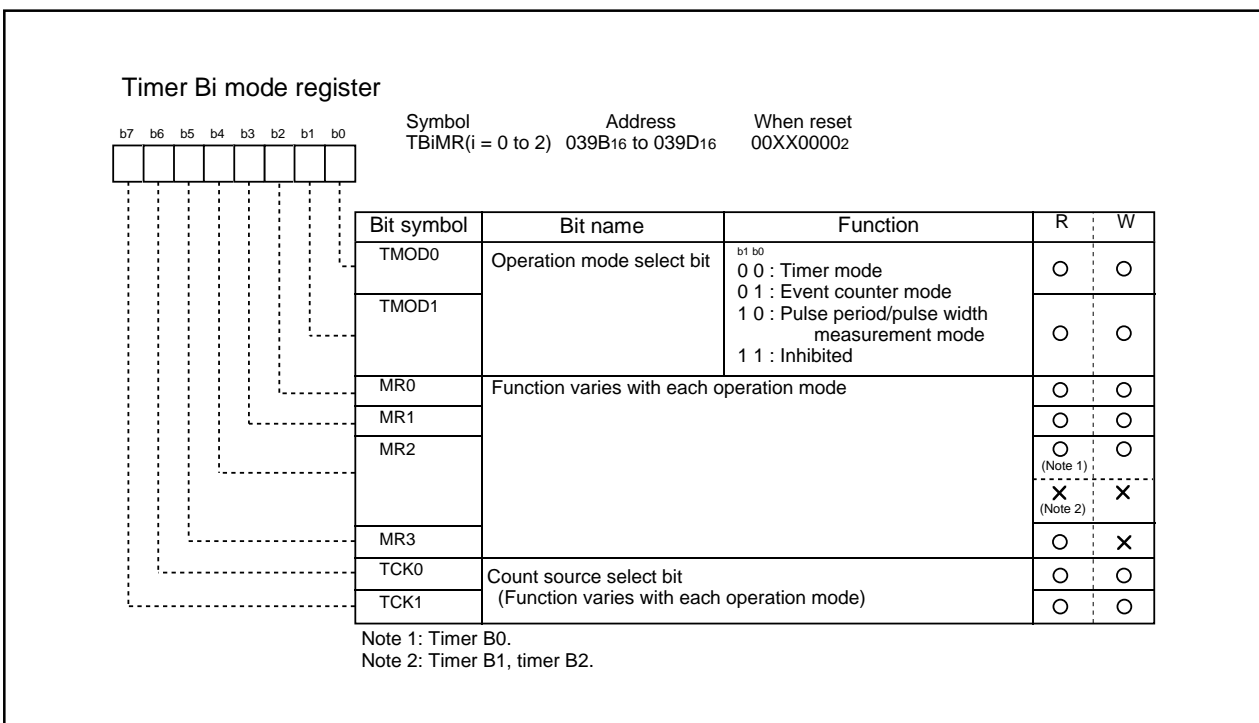 Timer Bi mode register
Symbol Address When reset
b7 b6 b5 b4 b3 b2 b1 b0
TBiMR(i = 0 to 2) 039B16 to 039D16 00XX00002
Bit symbol Bit name Function R W
TMOD0 Operation mode select bit b1 b0
0 0 : Timer mode
0 1 : Event counter mode
TMOD1 1 0 : Pulse period/pulse width
measurement mode
1 1 : Inhibited
MR0 Function varies with each operation mode
MR1
MR2
(Note 1)
(Note 2)
MR3
TCK0 Count source select bit
TCK1 (Function varies with each operation mode)
Note 1: Timer B0.
Note 2: Timer B1, timer B2.